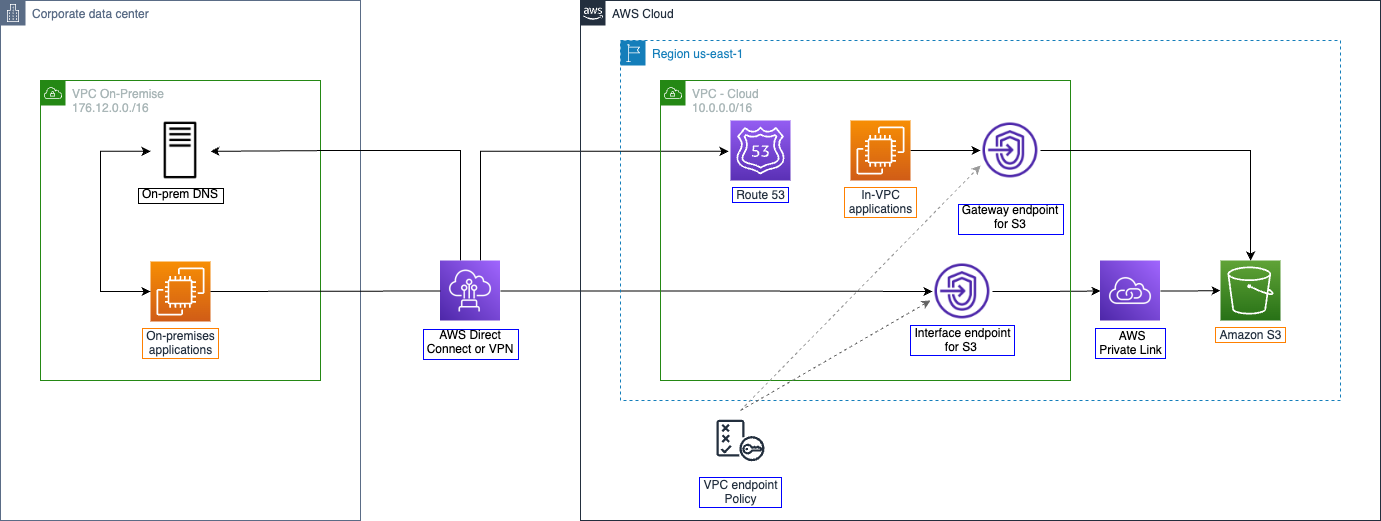 Corporate data center
aws
AWS Cloud
Region us-east-1
VPC On-Premise
176.12.0.0./16
VPC - Cloud
10.0.0.0/16
53
On-prem DNS
Route 53
In-VPC
applications
Gateway endpoint
for S3
On-premises
applications
AWS Direct
Connect or VPN
Interface endpoint
for S3
AWS
Private Link
Amazon S3
VPC endpoint
Policy